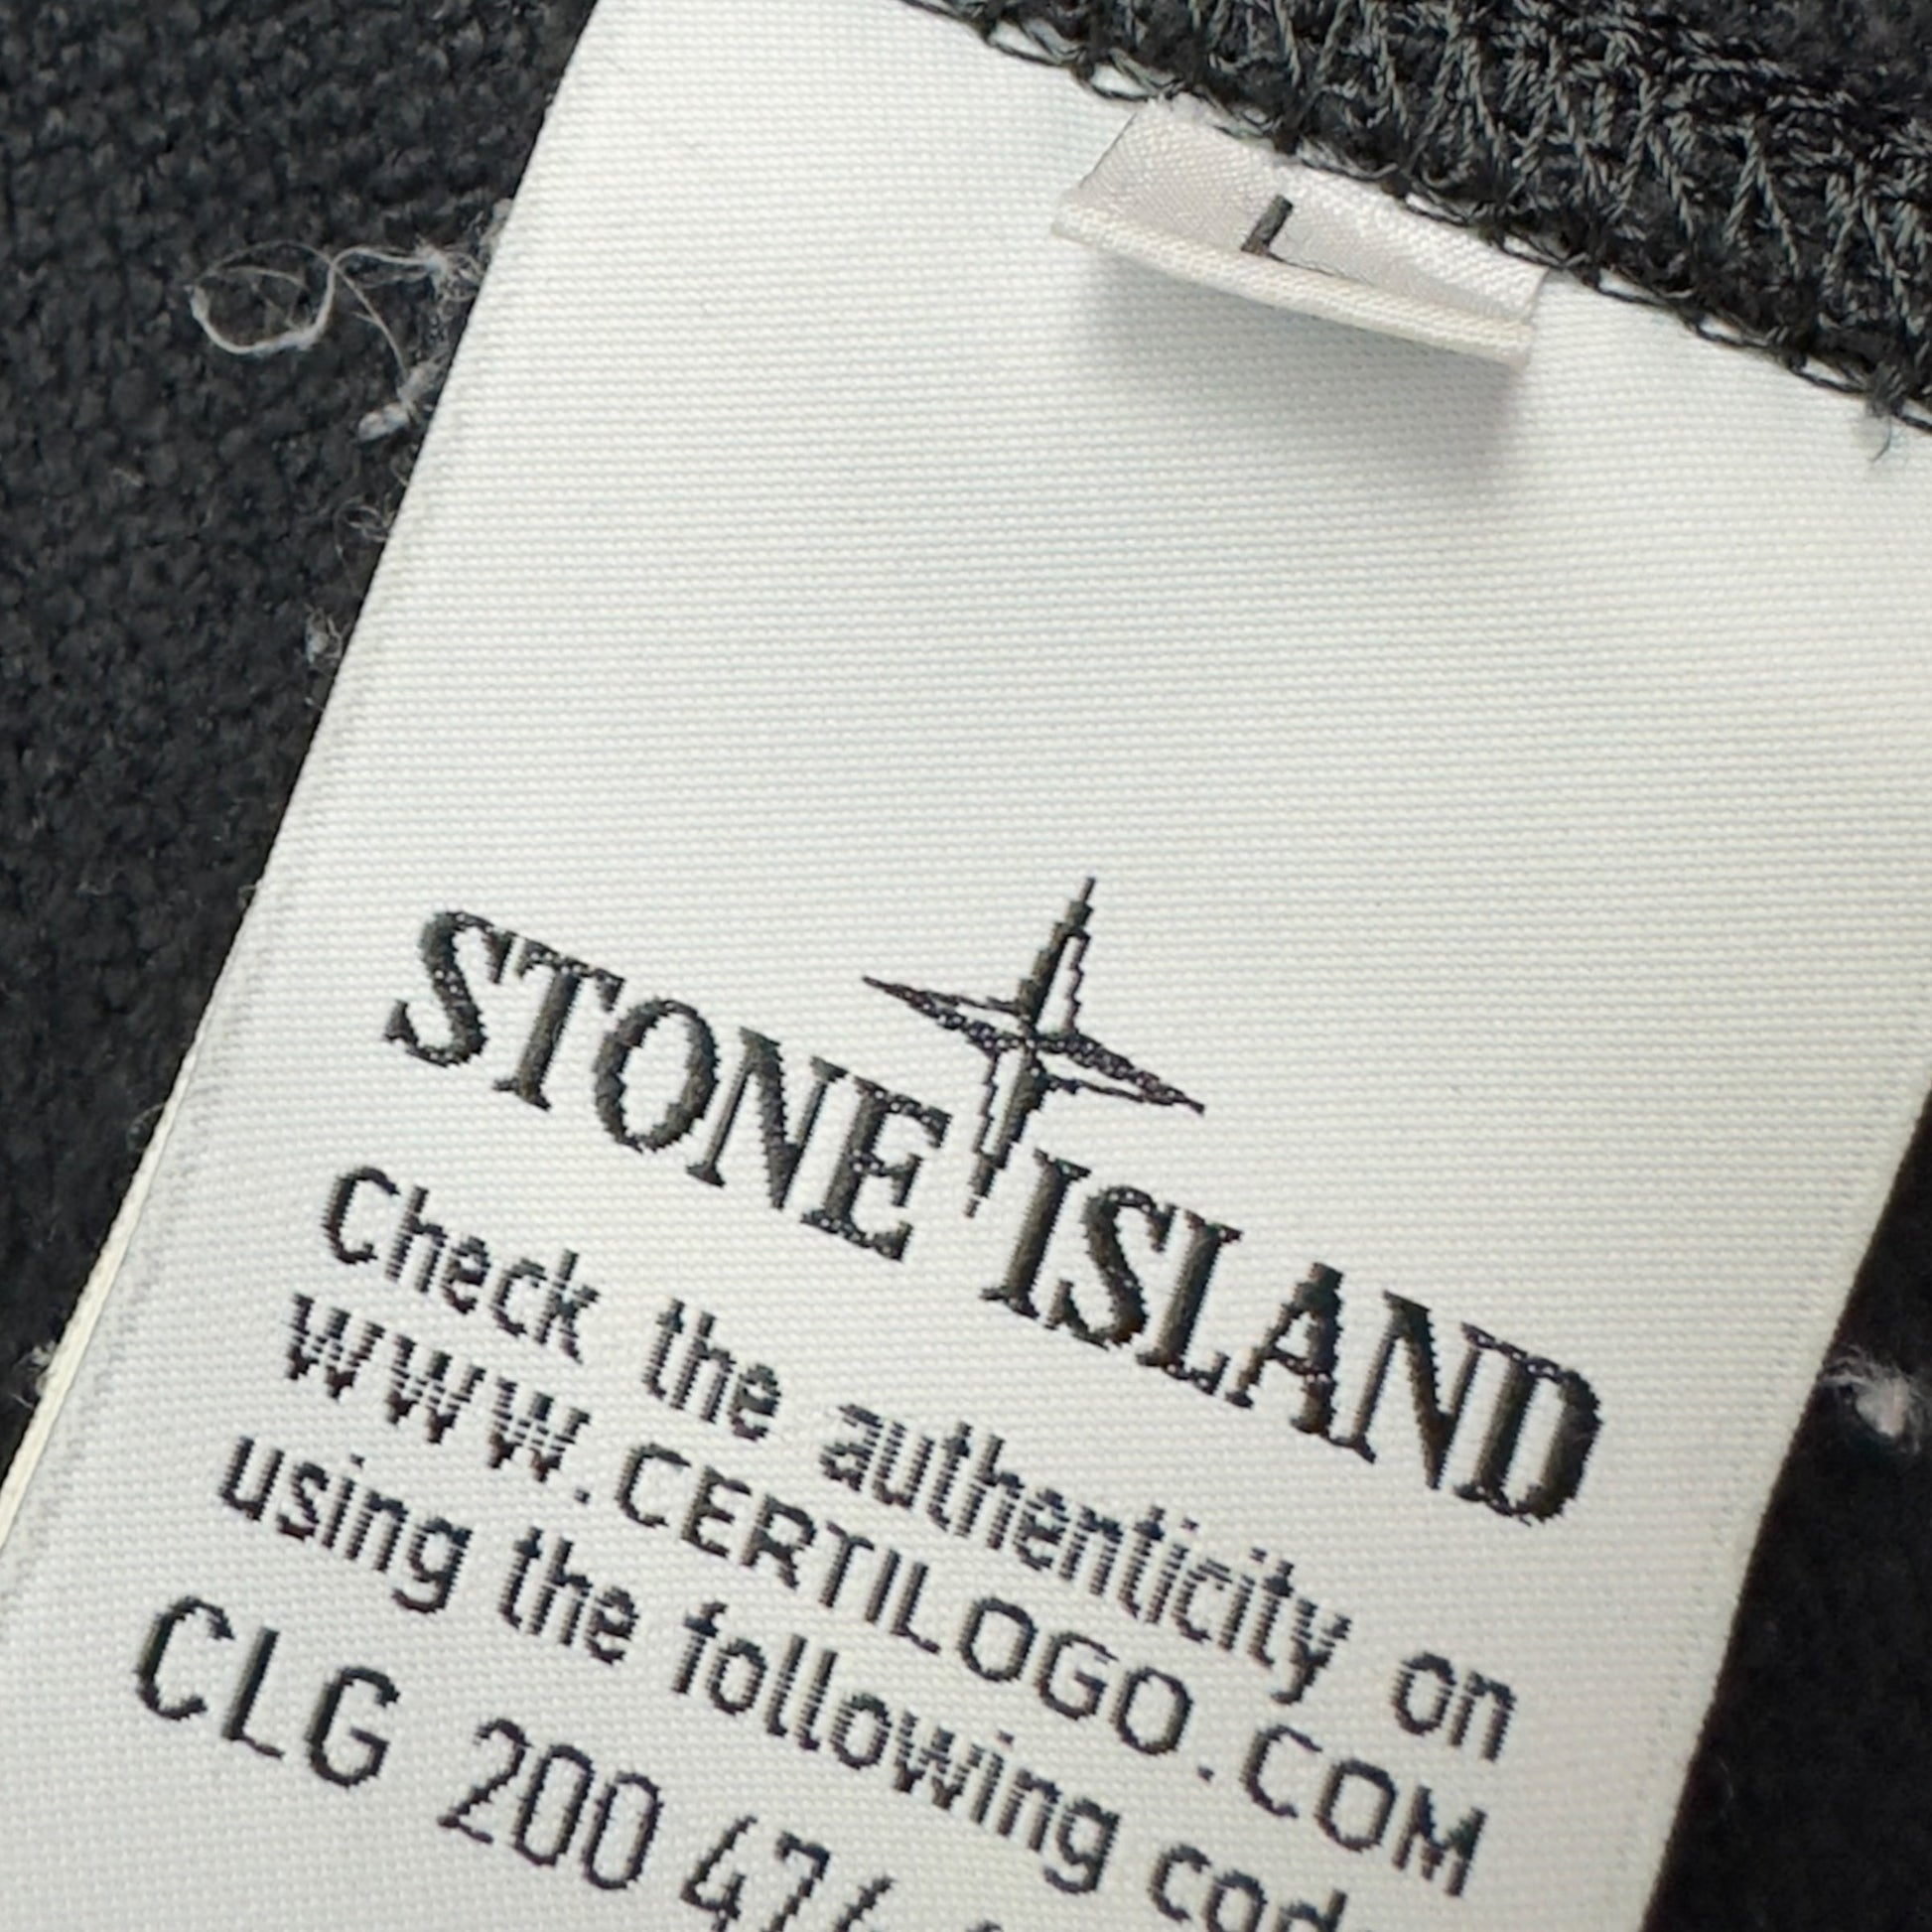 L
STONE ISLAND
Check the authenticity on
WWW.CERTILOGO.COM
using the following
CLG 200